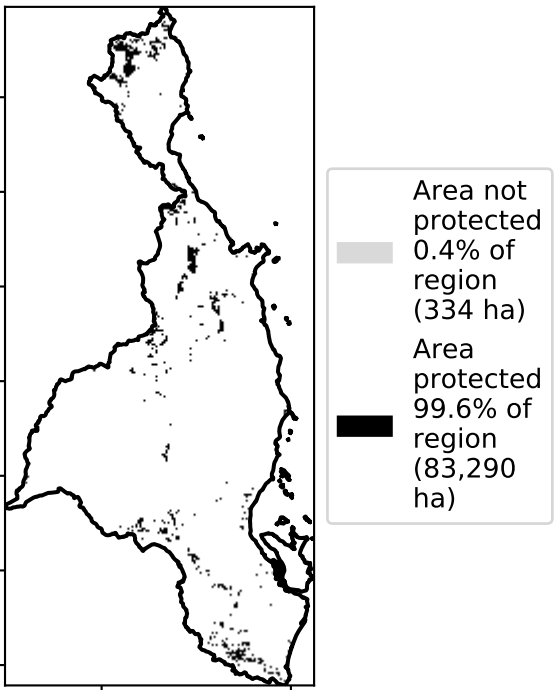 Area not
protected
0.4% of
region
(334 ha)
Area
protected
99.6% of
region
(83,290
ha)